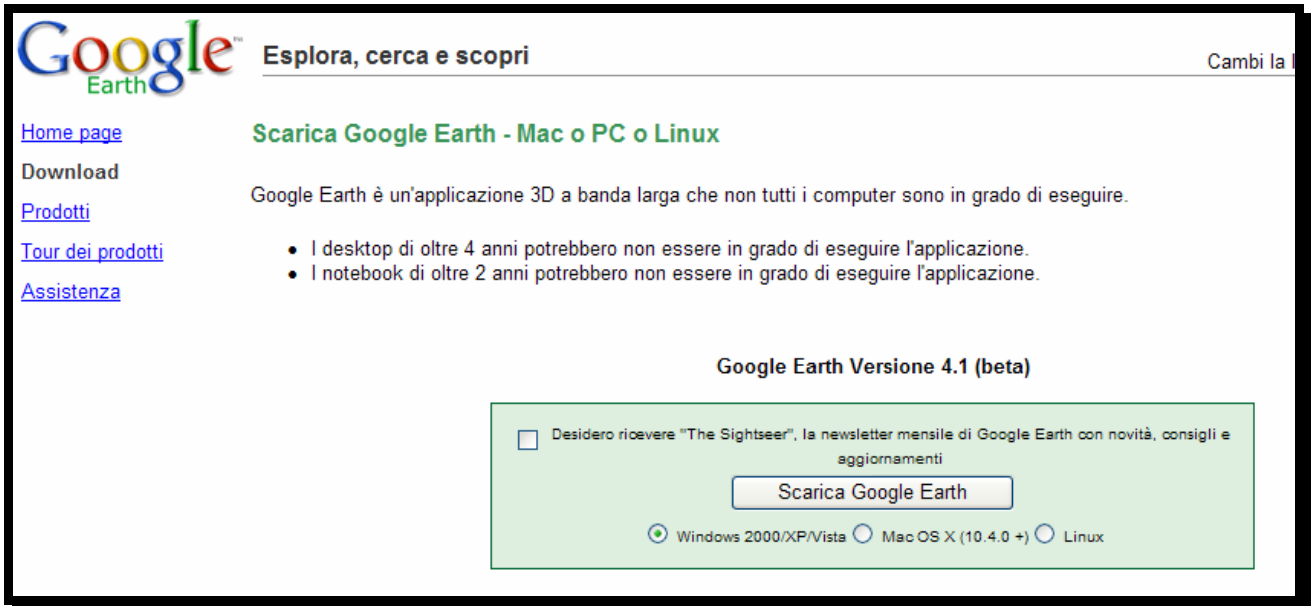 Google™
Earth
Esplora, cerca e scopri
Cambi la l
Home page
Download
Prodotti
Tour dei prodotti
Assistenza
Scarica Google Earth - Mac o PC o Linux
Google Earth è un'applicazione 3D a banda larga che non tutti i computer sono in grado di eseguire.
• I desktop di oltre 4 anni potrebbero non essere in grado di eseguire l'applicazione.
• I notebook di oltre 2 anni potrebbero non essere in grado di eseguire l'applicazione.
Google Earth Versione 4.1 (beta)
Desidero ricevere "The Sightseer", la newsletter mensile di Google Earth con novità, consigli e
aggiornamenti
Scarica Google Earth
Windows 2000/XP/Vista Mac OS X (10.4.0 +) Linux